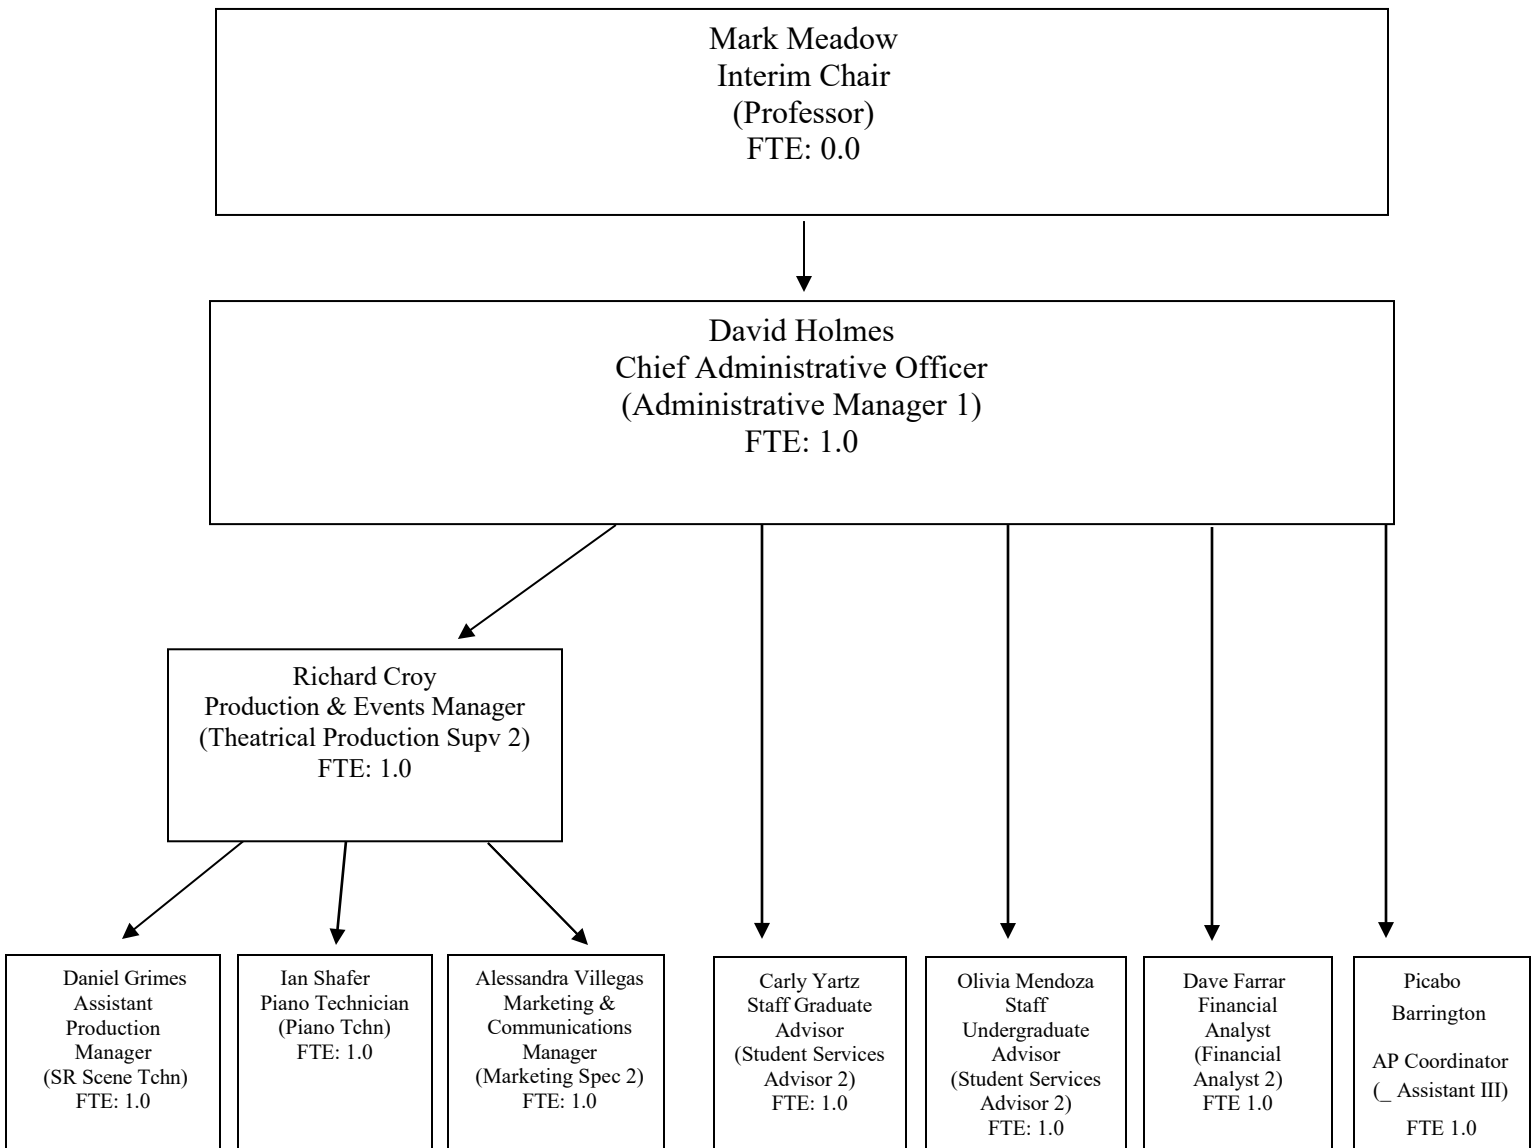 Mark Meadow
Interim Chair
(Professor)
FTE: 0.0
David Holmes
Chief Administrative Officer
(Administrative Manager 1)
FTE: 1.0
Richard Croy
Production & Events Manager
(Theatrical Production Supv 2)
FTE: 1.0
Daniel Grimes
Assistant
Production
Manager
(SR Scene Tchn)
FTE: 1.0
Ian Shafer
Piano Technician
(Piano Tchn)
FTE: 1.0
Alessandra Villegas
Marketing &
Communications
Manager
(Marketing Spec 2)
FTE: 1.0
Carly Yartz
Staff Graduate
Advisor
(Student Services
Advisor 2)
FTE: 1.0
Olivia Mendoza
Staff
Undergraduate
Advisor
(Student Services
Advisor 2)
FTE: 1.0
Dave Farrar
Financial
Analyst
(Financial
Analyst 2)
FTE 1.0
Picabo
Barrington
AP Coordinator
(_ Assistant III)
FTE 1.0